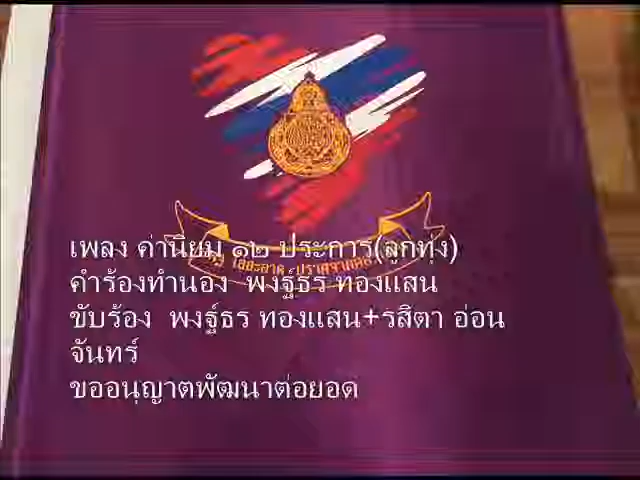 เพลง ค่านิยม ๑๒ ประการ(ลูกทุ่ง)
คำร้องทำนอง พงฐ์ธร ทองแสน
ขับร้อง พงฐ์ธร ทองแสน+รสิตา อ่อน
จันทร์
ขออนุญาตพัฒนาต่อยอด